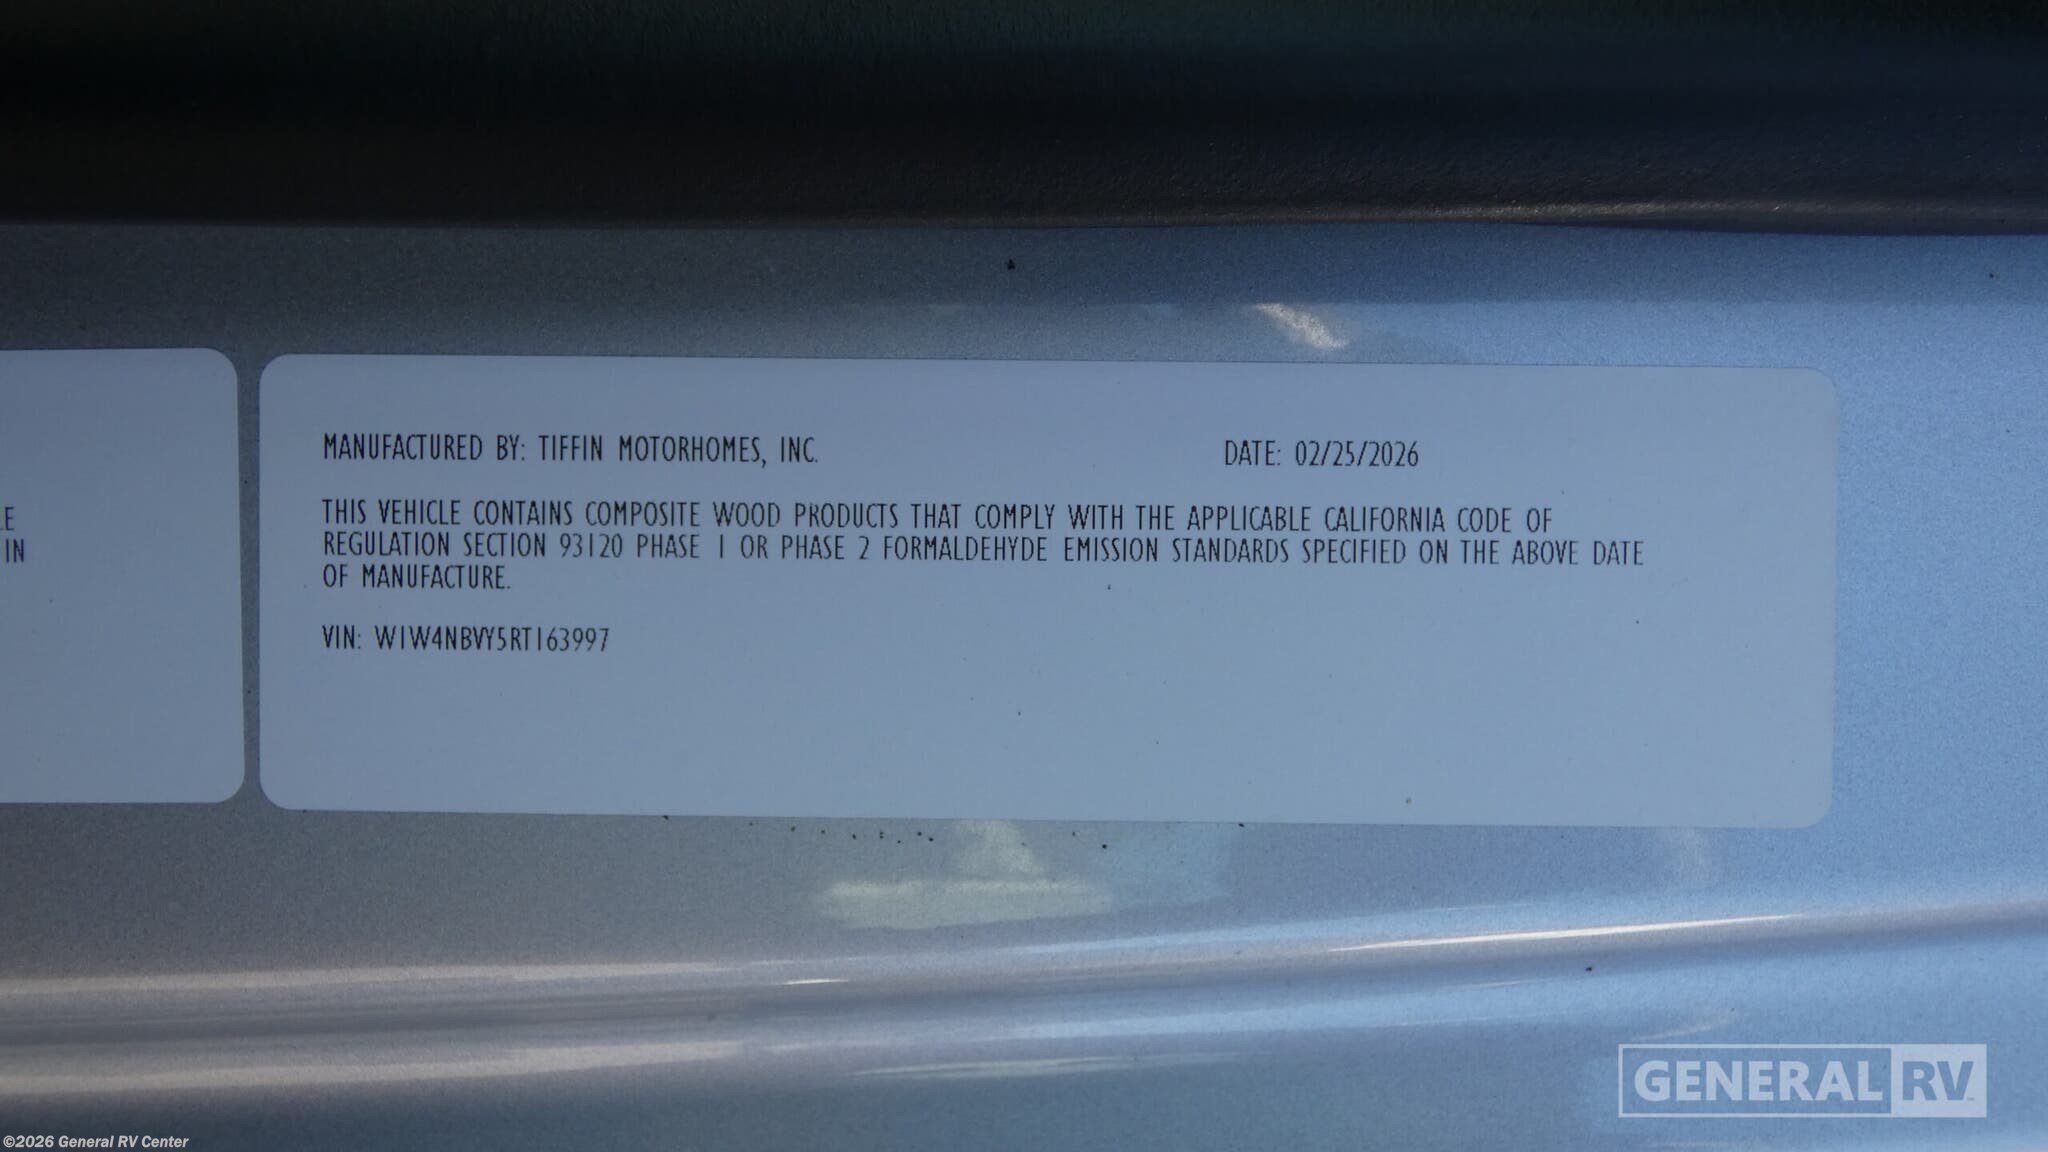 LE
IN
MANUFACTURED BY: TIFFIN MOTORHOMES, INC. DATE: 02/25/2026
THIS VEHICLE CONTAINS COMPOSITE WOOD PRODUCTS THAT COMPLY WITH THE APPLICABLE CALIFORNIA CODE OF
REGULATION SECTION 93120 PHASE 1 OR PHASE 2 FORMALDEHYDE EMISSION STANDARDS SPECIFIED ON THE ABOVE DATE
OF MANUFACTURE.
VIN: W1W4NBVY5RT163997
GENERAL RV
©2026 General RV Center